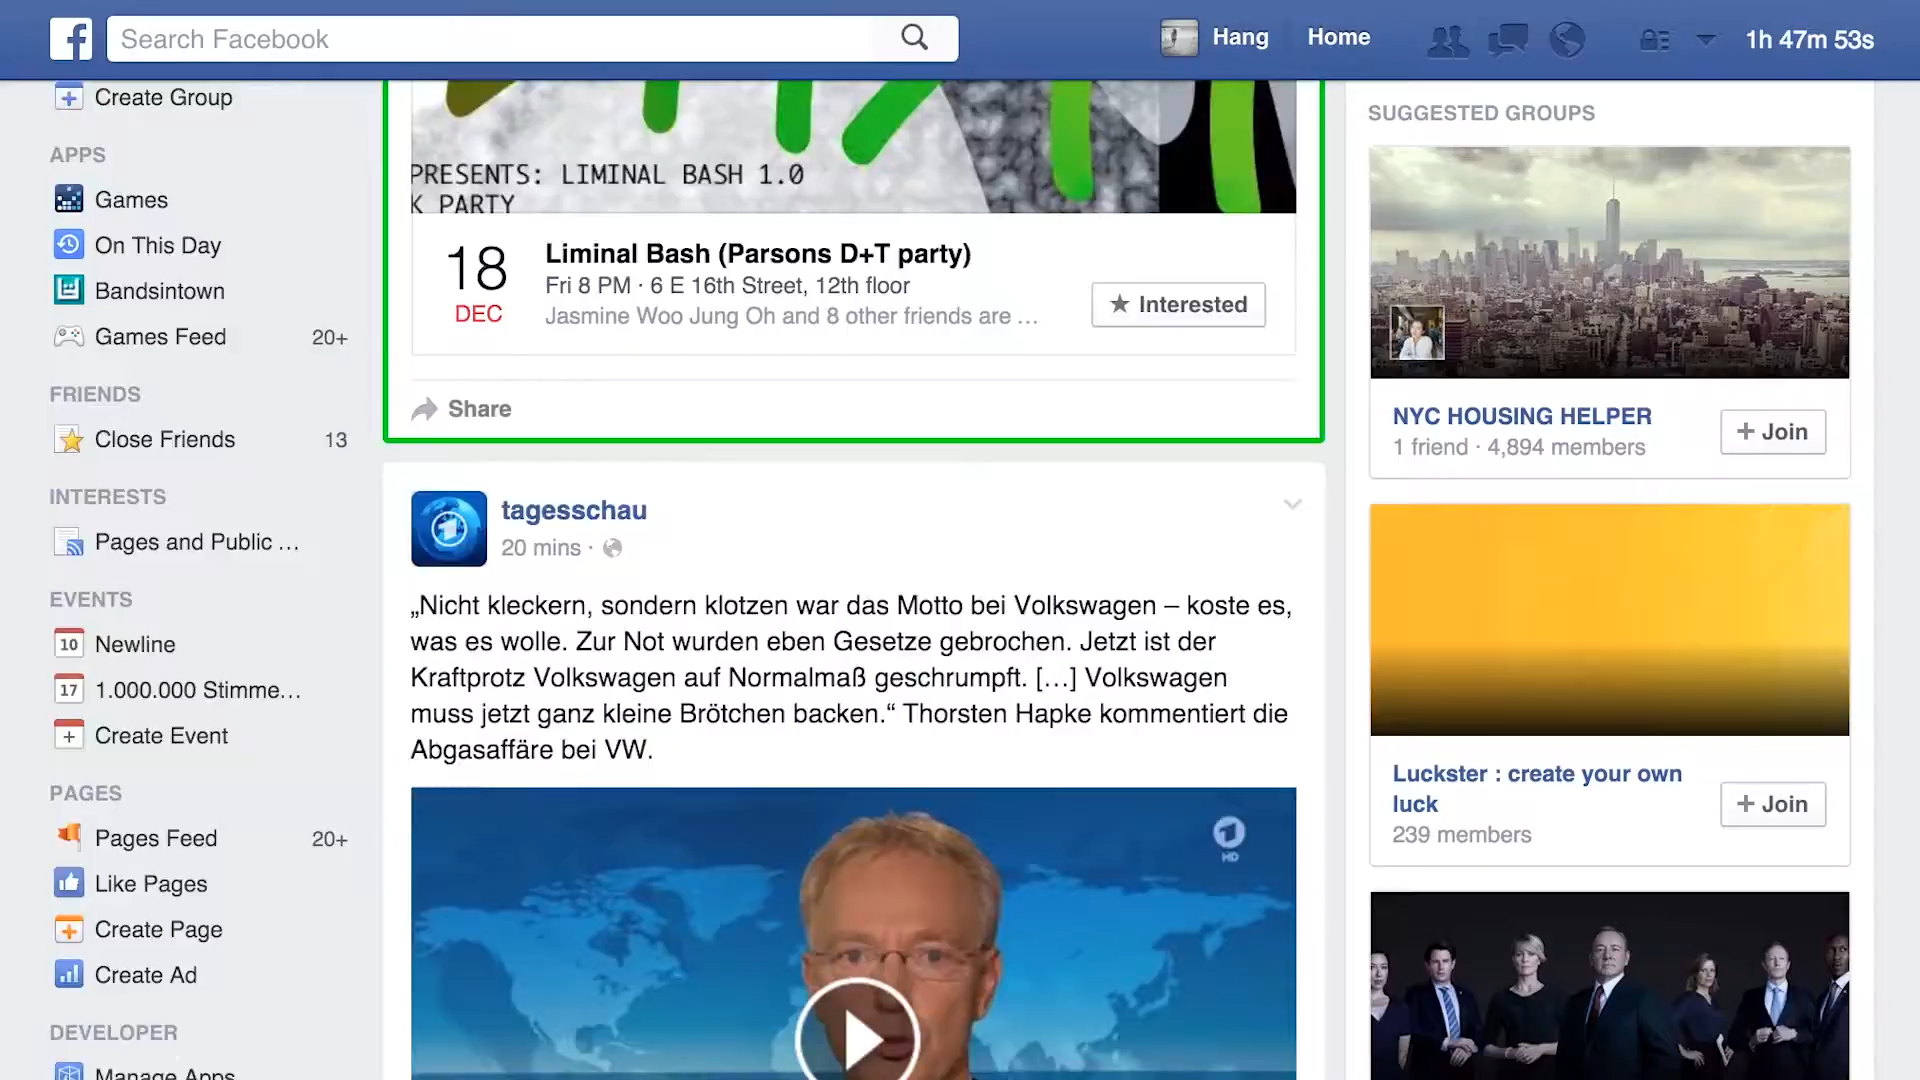 Search Facebook
Hang
Home
1h 47m 53s
Create Group
APPS
Games
On This Day
Bandsintown
Games Feed 20+
FRIENDS
Close Friends 13
INTERESTS
Pages and Public ...
EVENTS
10 Newline
17 1.000.000 Stimme...
Create Event
PAGES
Pages Feed 20+
Like Pages
Create Page
Create Ad
DEVELOPER
Manage Apps
PRESENTS: LIMINAL BASH 1.0
K PARTY
18
DEC
Liminal Bash (Parsons D+T party)
Fri 8 PM · 6 E 16th Street, 12th floor
Jasmine Woo Jung Oh and 8 other friends are ...
★ Interested
Share
tagesschau
20 mins ·
„Nicht kleckern, sondern klotzen war das Motto bei Volkswagen – koste es,
was es wolle. Zur Not wurden eben Gesetze gebrochen. Jetzt ist der
Kraftprotz Volkswagen auf Normalmaß geschrumpft. […] Volkswagen
muss jetzt ganz kleine Brötchen backen.“ Thorsten Hapke kommentiert die
Abgasaffäre bei VW.
1
HD
SUGGESTED GROUPS
NYC HOUSING HELPER
1 friend · 4,894 members
+ Join
Luckster : create your own
luck
239 members
+ Join